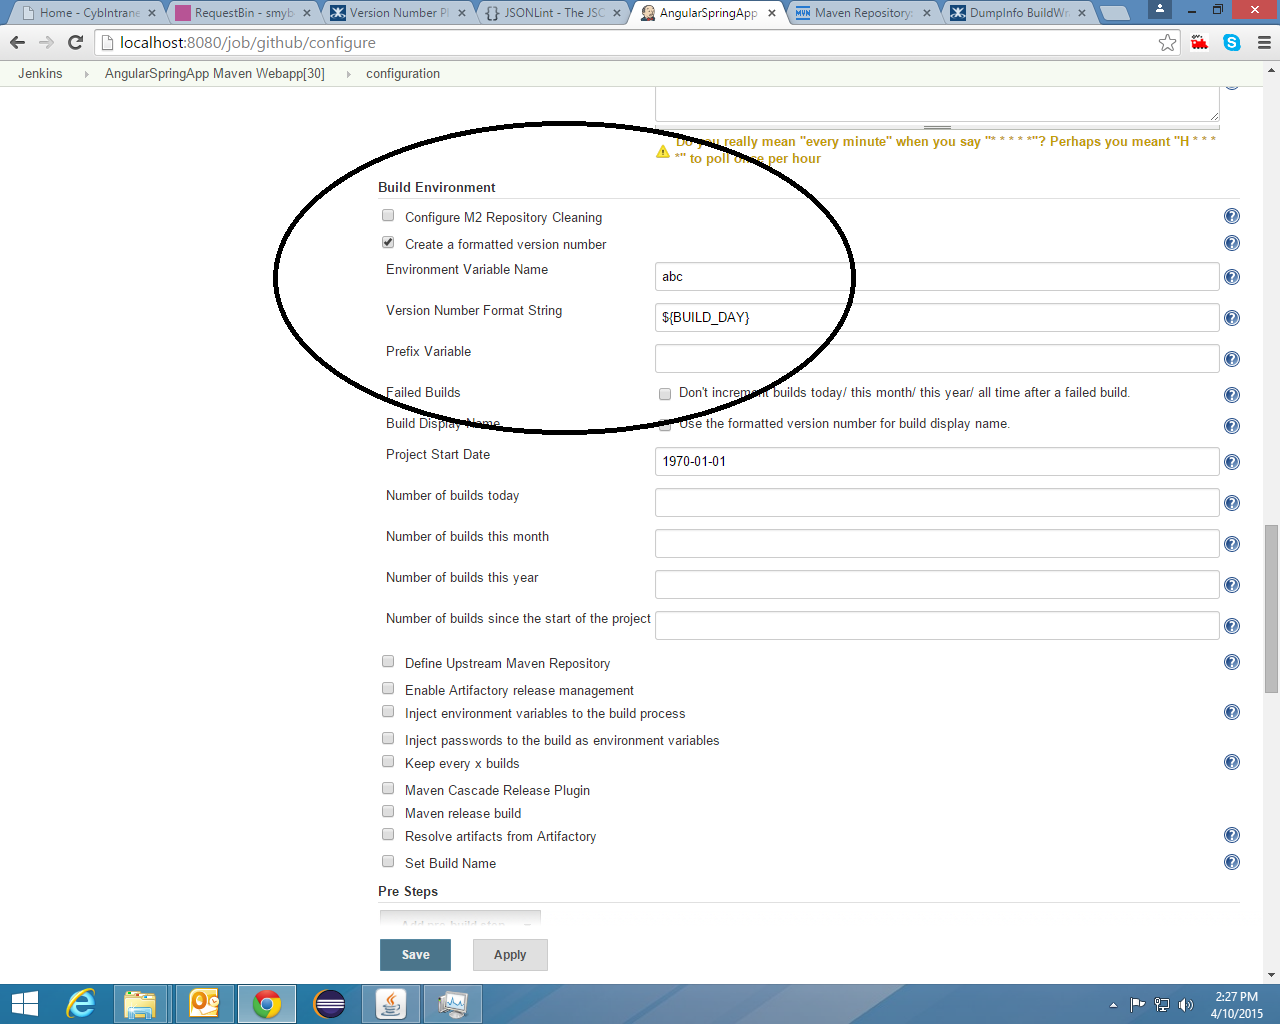 Home - CybIntrane
RequestBin - smyb
Version Number Pl
{} JSONLint - The JSO
AngularSpringApp
Maven Repository:
DumpInfo BuildWr
localhost:8080/job/github/configure
Jenkins
AngularSpringApp Maven Webapp[30]
configuration
Do you really mean "every minute" when you say "* * * * *"? Perhaps you meant "H * * *
*" to poll once per hour
Build Environment
Configure M2 Repository Cleaning
Create a formatted version number
Environment Variable Name
abc
Version Number Format String
${BUILD_DAY}
Prefix Variable
Failed Builds
Don't increment builds today/ this month/ this year/ all time after a failed build.
Build Display Name
Use the formatted version number for build display name.
Project Start Date
1970-01-01
Number of builds today
Number of builds this month
Number of builds this year
Number of builds since the start of the project
Define Upstream Maven Repository
Enable Artifactory release management
Inject environment variables to the build process
Inject passwords to the build as environment variables
Keep every x builds
Maven Cascade Release Plugin
Maven release build
Resolve artifacts from Artifactory
Set Build Name
Pre Steps
Add pre-build step
Save
Apply
2:27 PM
4/10/2015